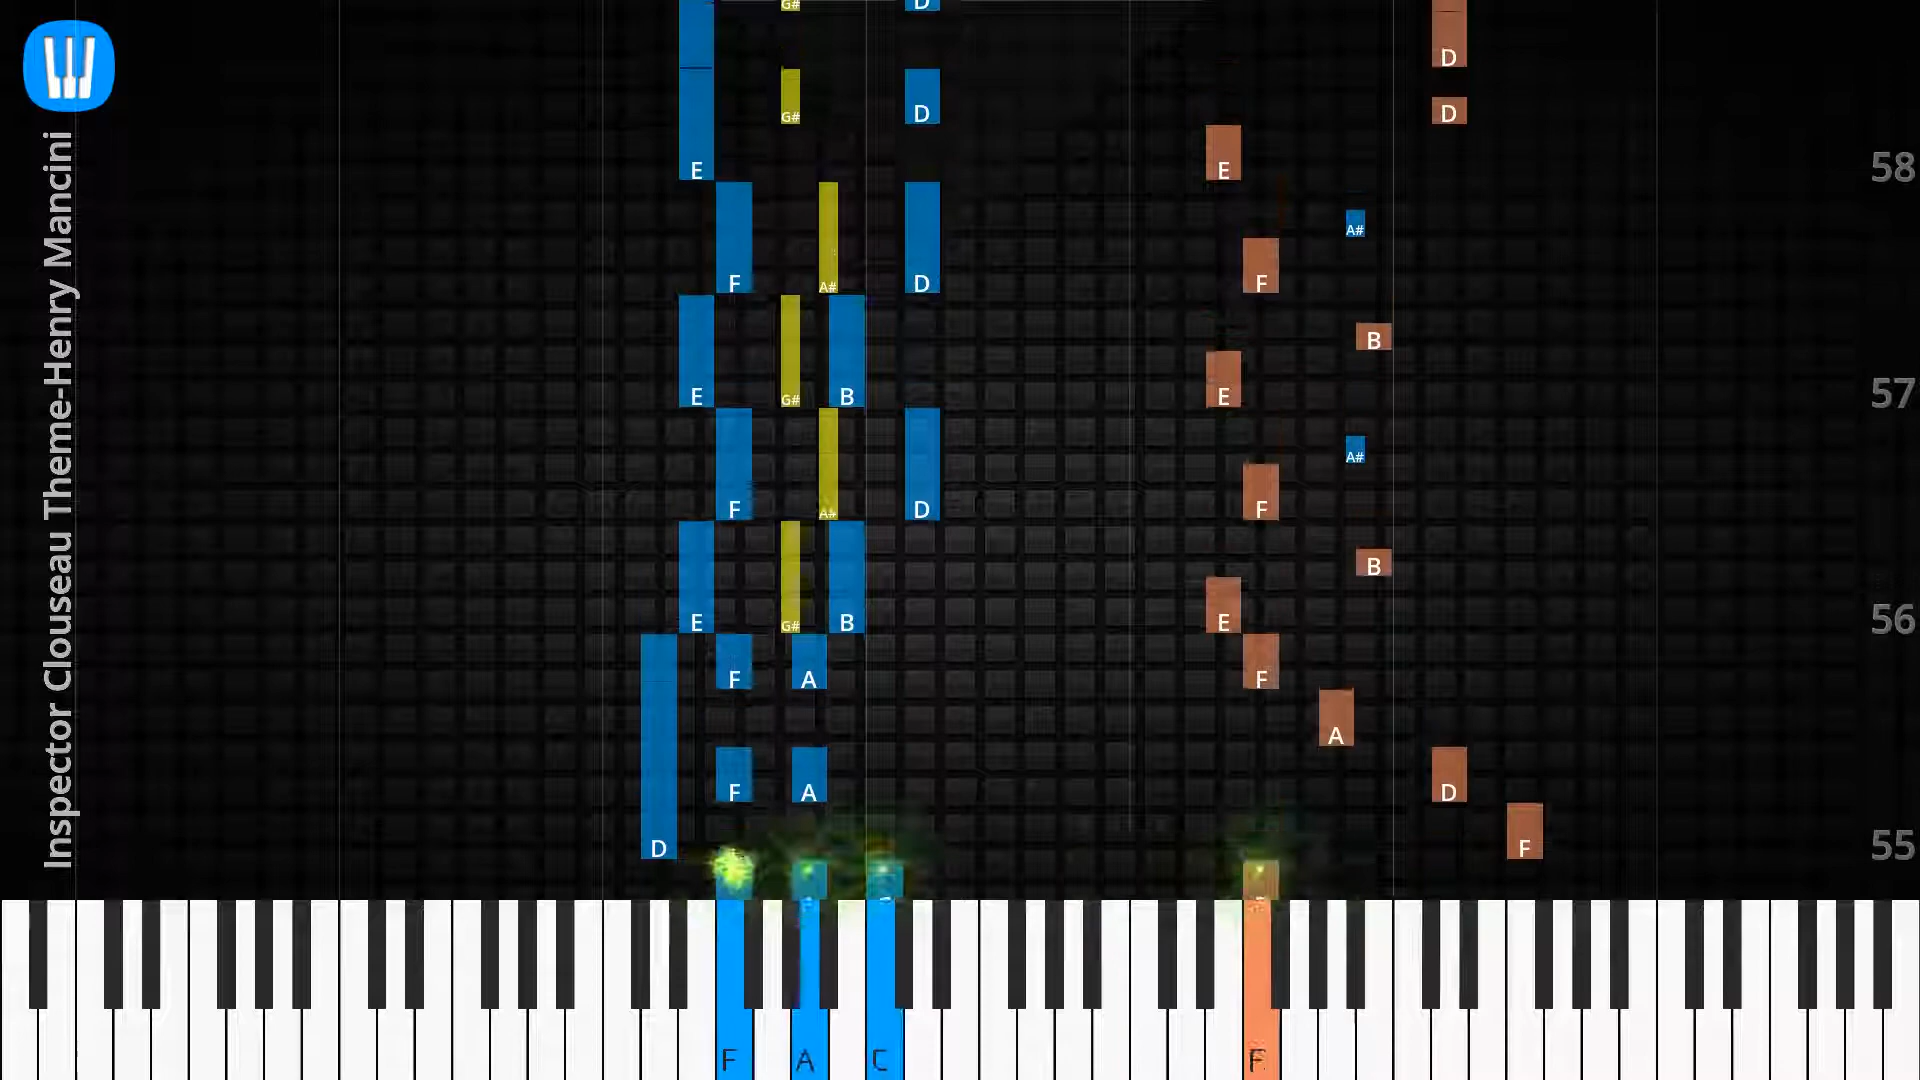 Inspector Clouseau Theme-Henry Mancini
G# D
D
G# D D
E E 58
A#
F A# D F
B
E G# B E 57
A#
F A# D F
B
E G# B E 56
F A F
A
F A D
D F 55
F A C F